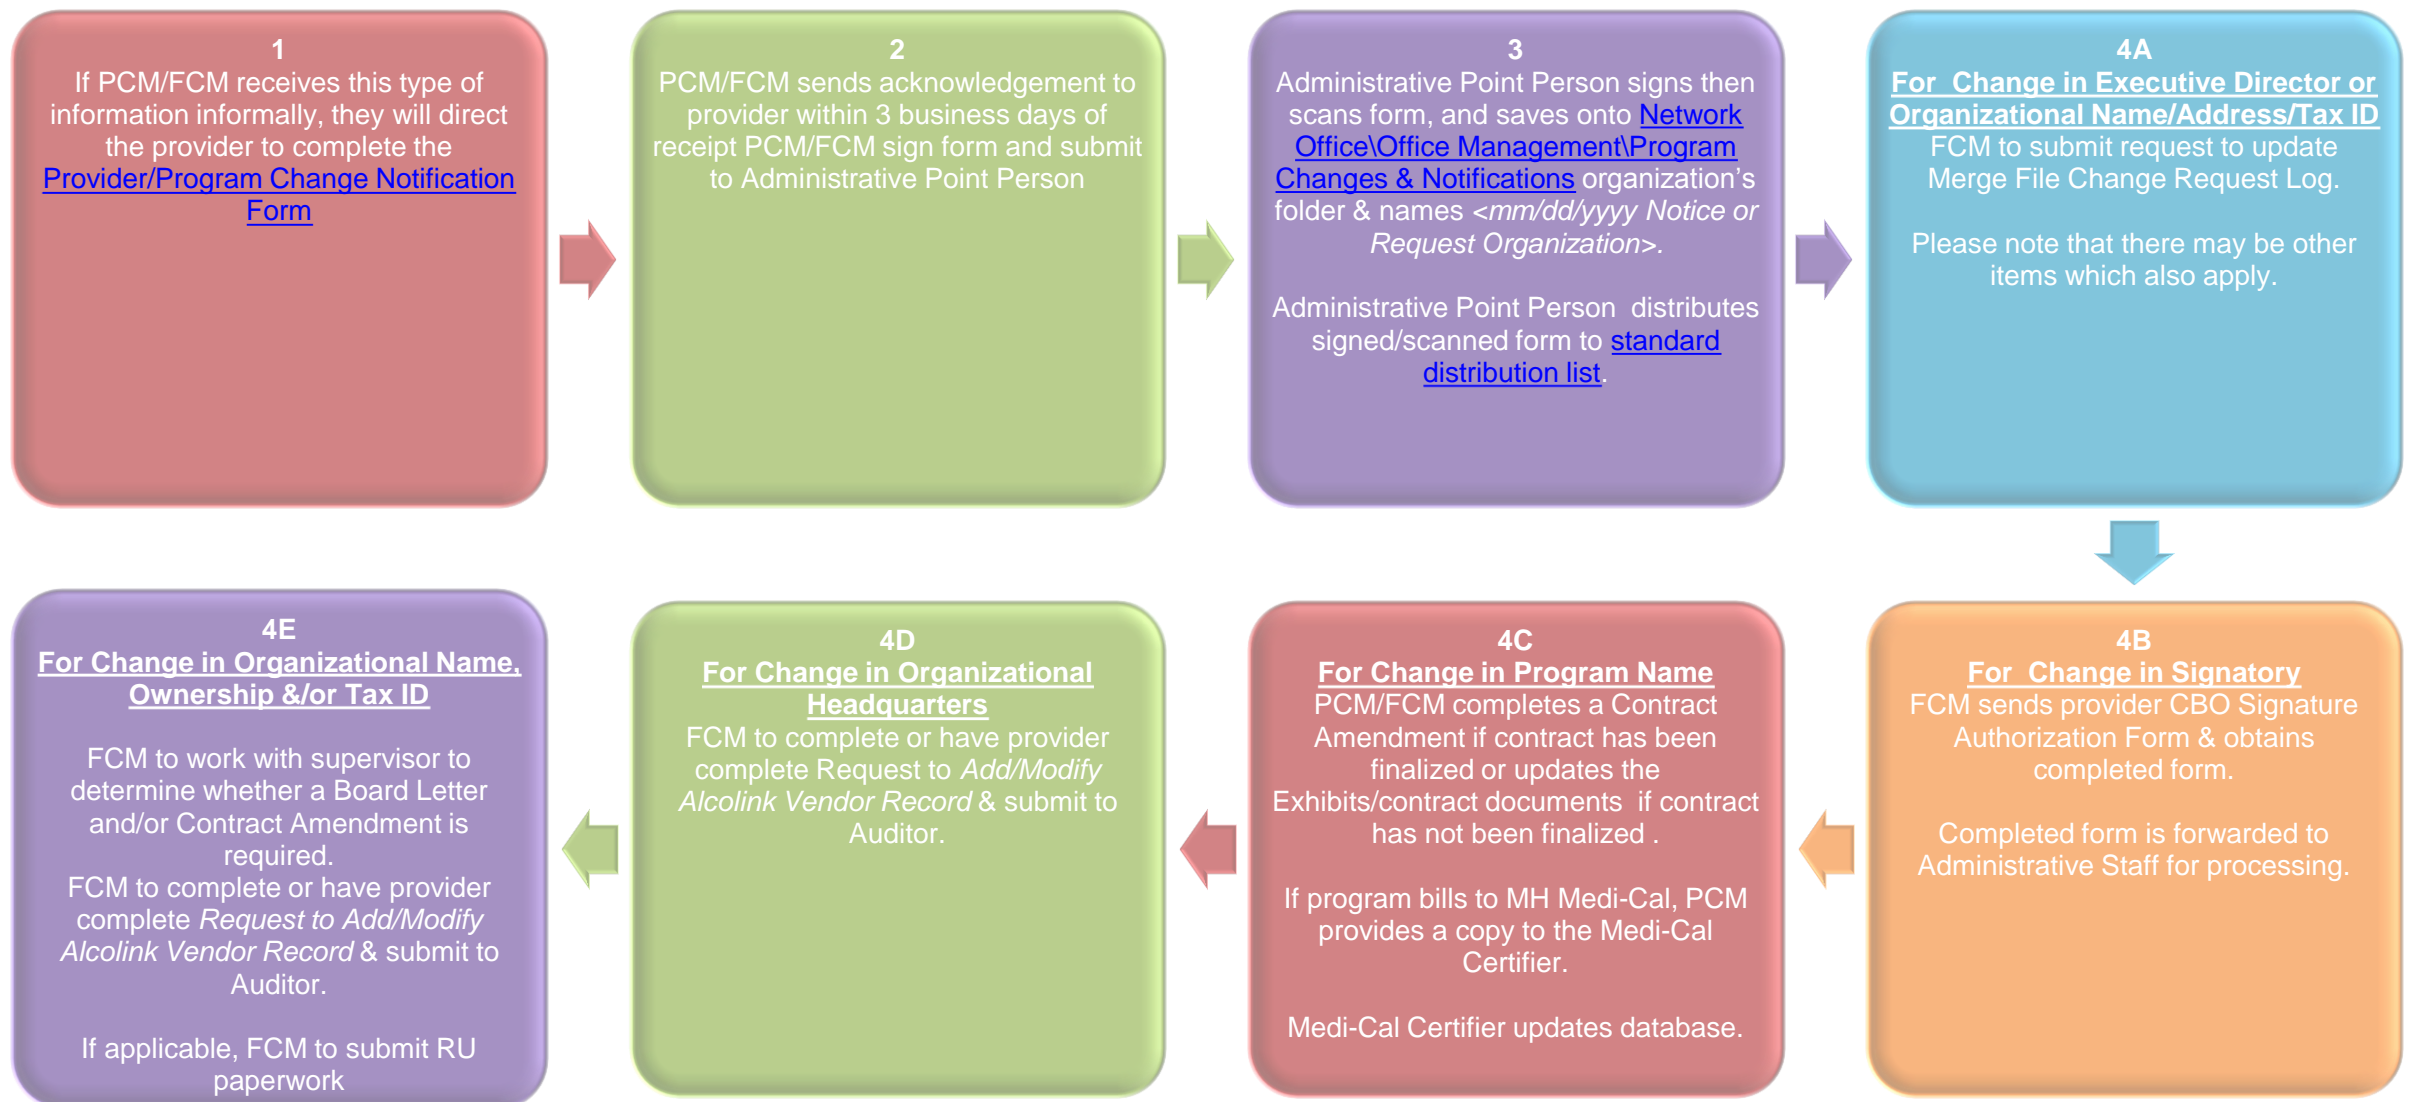 1
If PCM/FCM receives this type of
information informally, they will direct
the provider to complete the
Provider/Program Change Notification
Form
2
PCM/FCM sends acknowledgement to
provider within 3 business days of
receipt PCM/FCM sign form and submit
to Administrative Point Person
3
Administrative Point Person signs then
scans form, and saves onto Network
Office\Office Management\Program
Changes & Notifications organization's
folder & names <mm/dd/yyyy Notice or
Request Organization>.
Administrative Point Person distributes
signed/scanned form to standard
distribution list.
4A
For Change in Executive Director or
Organizational Name/Address/Tax ID
FCM to submit request to update
Merge File Change Request Log.
Please note that there may be other
items which also apply.
4B
For Change in Signatory
FCM sends provider CBO Signature
Authorization Form & obtains
completed form.
Completed form is forwarded to
Administrative Staff for processing.
4C
For Change in Program Name
PCM/FCM completes a Contract
Amendment if contract has been
finalized or updates the
Exhibits/contract documents if contract
has not been finalized .
If program bills to MH Medi-Cal, PCM
provides a copy to the Medi-Cal
Certifier.
Medi-Cal Certifier updates database.
4D
For Change in Organizational
Headquarters
FCM to complete or have provider
complete Request to Add/Modify
Alcolink Vendor Record & submit to
Auditor.
4E
For Change in Organizational Name,
Ownership &/or Tax ID
FCM to work with supervisor to
determine whether a Board Letter
and/or Contract Amendment is
required.
FCM to complete or have provider
complete Request to Add/Modify
Alcolink Vendor Record & submit to
Auditor.
If applicable, FCM to submit RU
paperwork